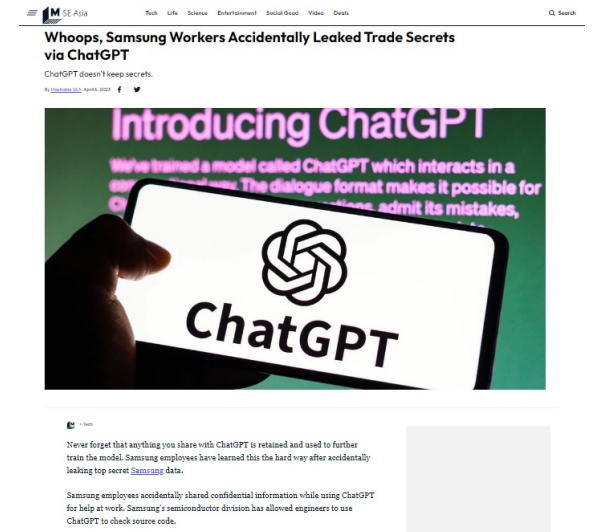 M SE Asia
Tech Life Science Entertainment Social Good Video Deals
Search
Whoops, Samsung Workers Accidentally Leaked Trade Secrets
via ChatGPT
ChatGPT doesn't keep secrets.
By Mashable SEA April 6, 2023
Introducing ChatGPT
We've trained a model called ChatGPT which interacts in a
way. The dialogue format makes it possible for
admit its mistakes,
ChatGPT
> Tech
Never forget that anything you share with ChatGPT is retained and used to further
train the model. Samsung employees have learned this the hard way after accidentally
leaking top secret Samsung data.
Samsung employees accidentally shared confidential information while using ChatGPT
for help at work. Samsung's semiconductor division has allowed engineers to use
ChatGPT to check source code.